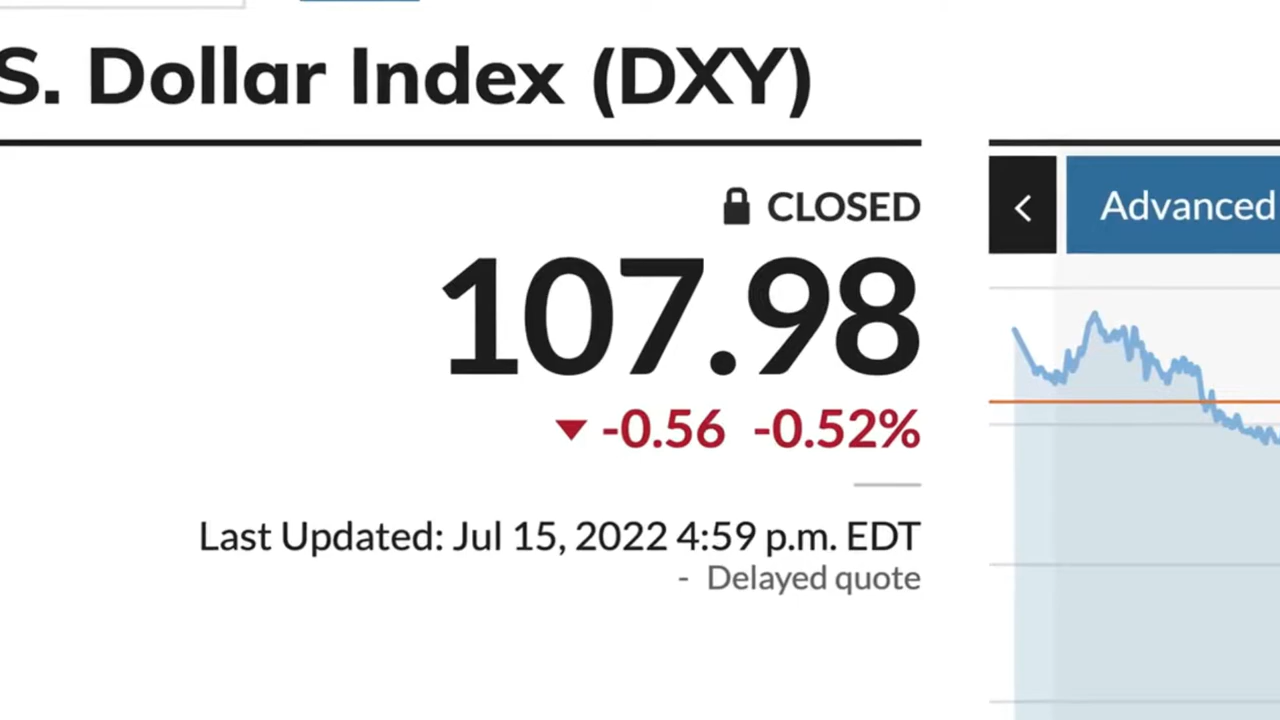 S. Dollar Index (DXY)
CLOSED
Advanced
107.98
-0.56 -0.52%
Last Updated: Jul 15, 2022 4:59 p.m. EDT
- Delayed quote